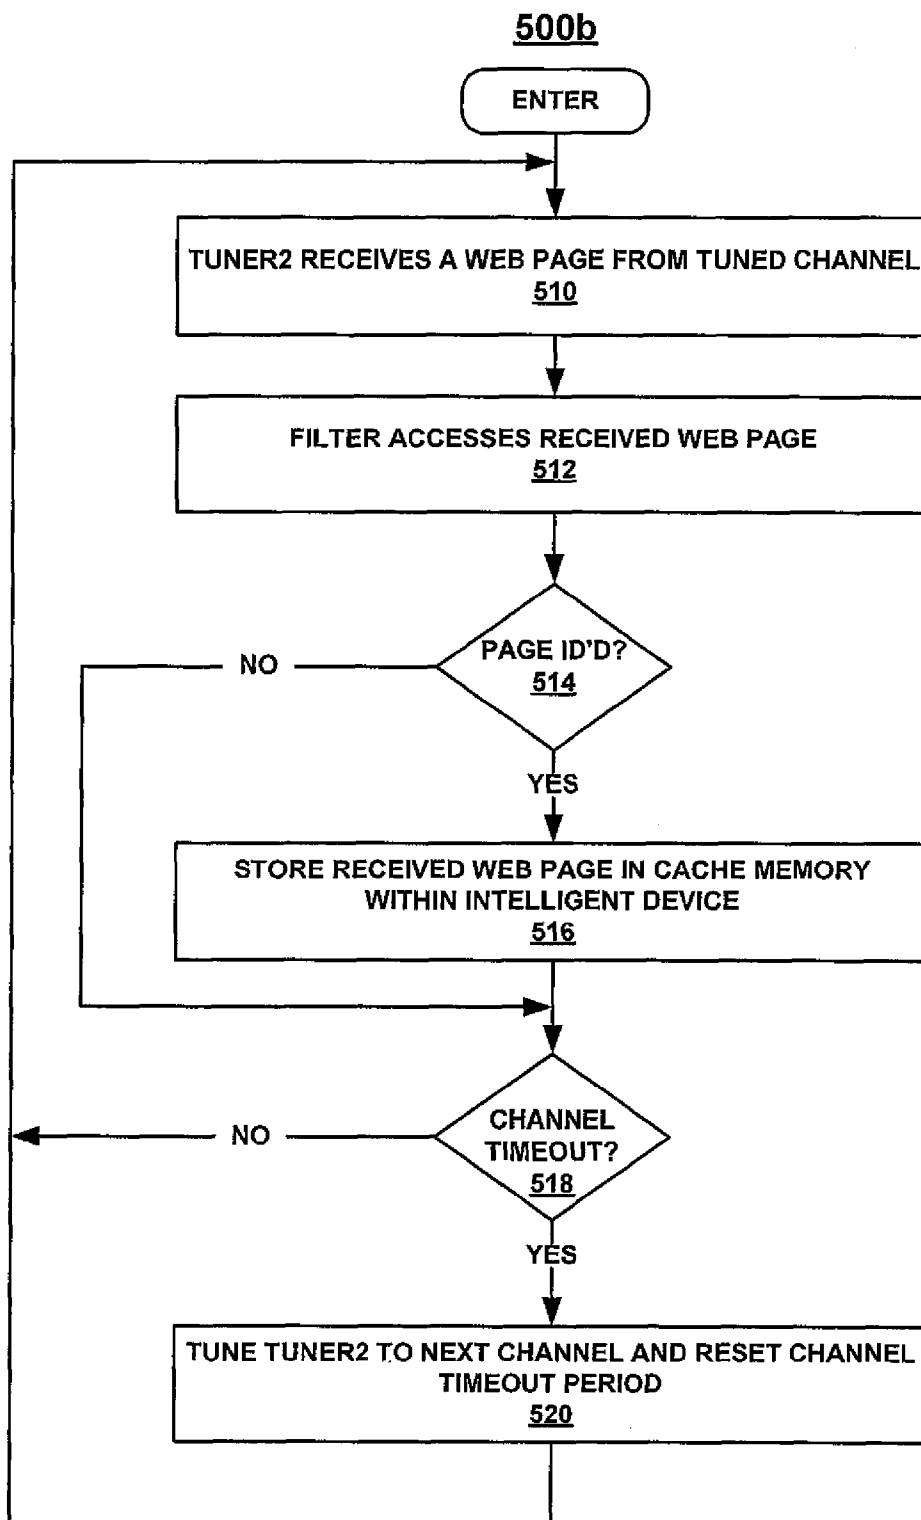 500b
ENTER
TUNER2 RECEIVES A WEB PAGE FROM TUNED CHANNEL
510
FILTER ACCESSES RECEIVED WEB PAGE
512
PAGE ID'D?
514
NO
YES
STORE RECEIVED WEB PAGE IN CACHE MEMORY
WITHIN INTELLIGENT DEVICE
516
CHANNEL
TIMEOUT?
518
NO
YES
TUNE TUNER2 TO NEXT CHANNEL AND RESET CHANNEL
TIMEOUT PERIOD
520